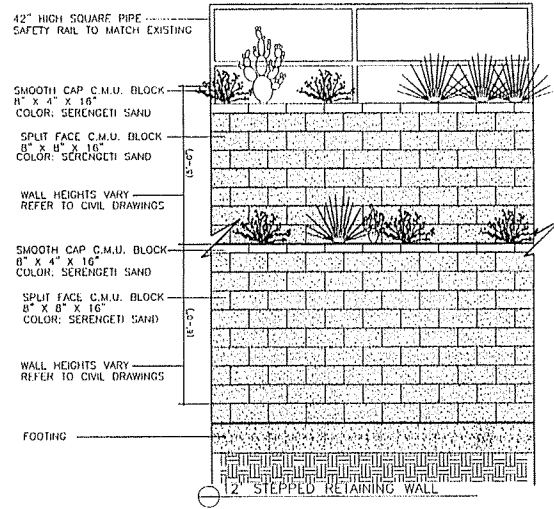 42" HIGH SQUARE PIPE
SAFETY RAIL TO MATCH EXISTING
SMOOTH CAP C.M.U. BLOCK
8" X 4" X 16"
COLOR: SERENGETI SAND
SPLIT FACE C.M.U. BLOCK
8" X 8" X 16"
COLOR: SERENGETI SAND
WALL HEIGHTS VARY
REFER TO CIVIL DRAWINGS
SMOOTH CAP C.M.U. BLOCK
8" X 4" X 16"
COLOR: SERENGETI SAND
SPLIT FACE C.M.U. BLOCK
8" X 8" X 16"
COLOR: SERENGETI SAND
WALL HEIGHTS VARY
REFER TO CIVIL DRAWINGS
FOOTING
12' STEPPED RETAINING WALL